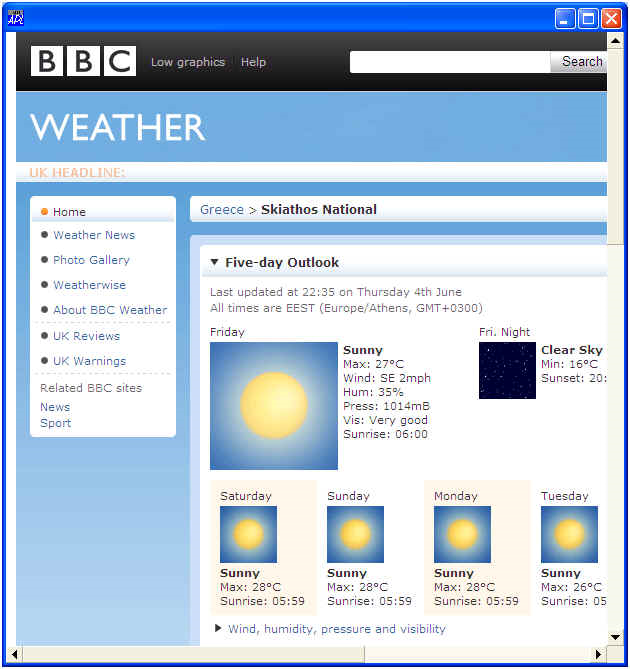 BBC Low graphics Help Search
WEATHER
UK HEADLINE:
Home
Weather News
Photo Gallery
Weatherwise
About BBC Weather
UK Reviews
UK Warnings
Related BBC sites
News
Sport
Greece > Skiathos National
Five-day Outlook
Last updated at 22:35 on Thursday 4th June
All times are EEST (Europe/Athens, GMT+0300)
Friday
Sunny
Max: 27°C
Wind: SE 2mph
Hum: 35%
Press: 1014mB
Vis: Very good
Sunrise: 06:00
Fri. Night
Clear Sky
Min: 16°C
Sunset: 20:
Saturday
Sunny
Max: 28°C
Sunrise: 05:59
Sunday
Sunny
Max: 28°C
Sunrise: 05:59
Monday
Sunny
Max: 28°C
Sunrise: 05:59
Tuesday
Sunny
Max: 26°C
Sunrise: 05
Wind, humidity, pressure and visibility